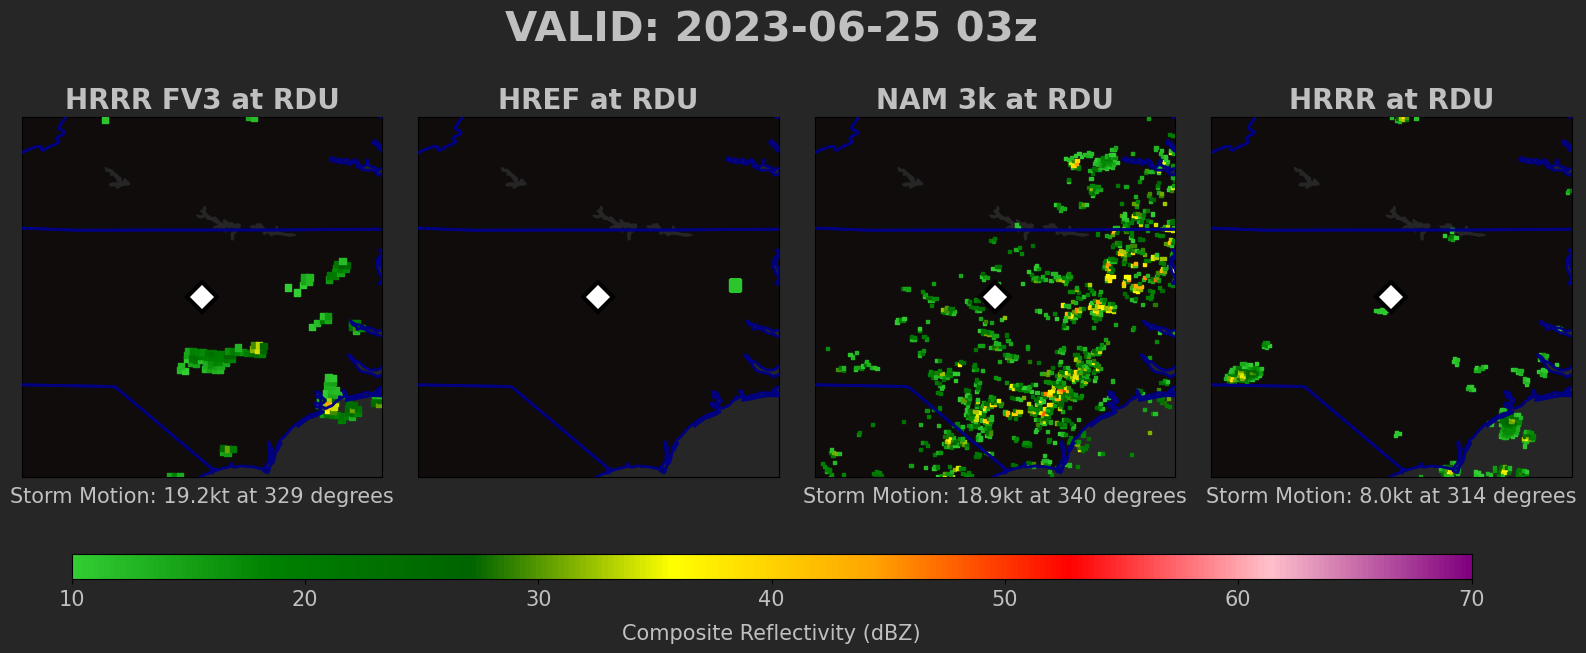 VALID: 2023-06-25 03z
HRRR FV3 at RDU
HREF at RDU
NAM 3k at RDU
HRRR at RDU
Storm Motion: 19.2kt at 329 degrees
Storm Motion: 18.9kt at 340 degrees
Storm Motion: 8.0kt at 314 degrees
10 20 30 40 50 60 70
Composite Reflectivity (dBZ)